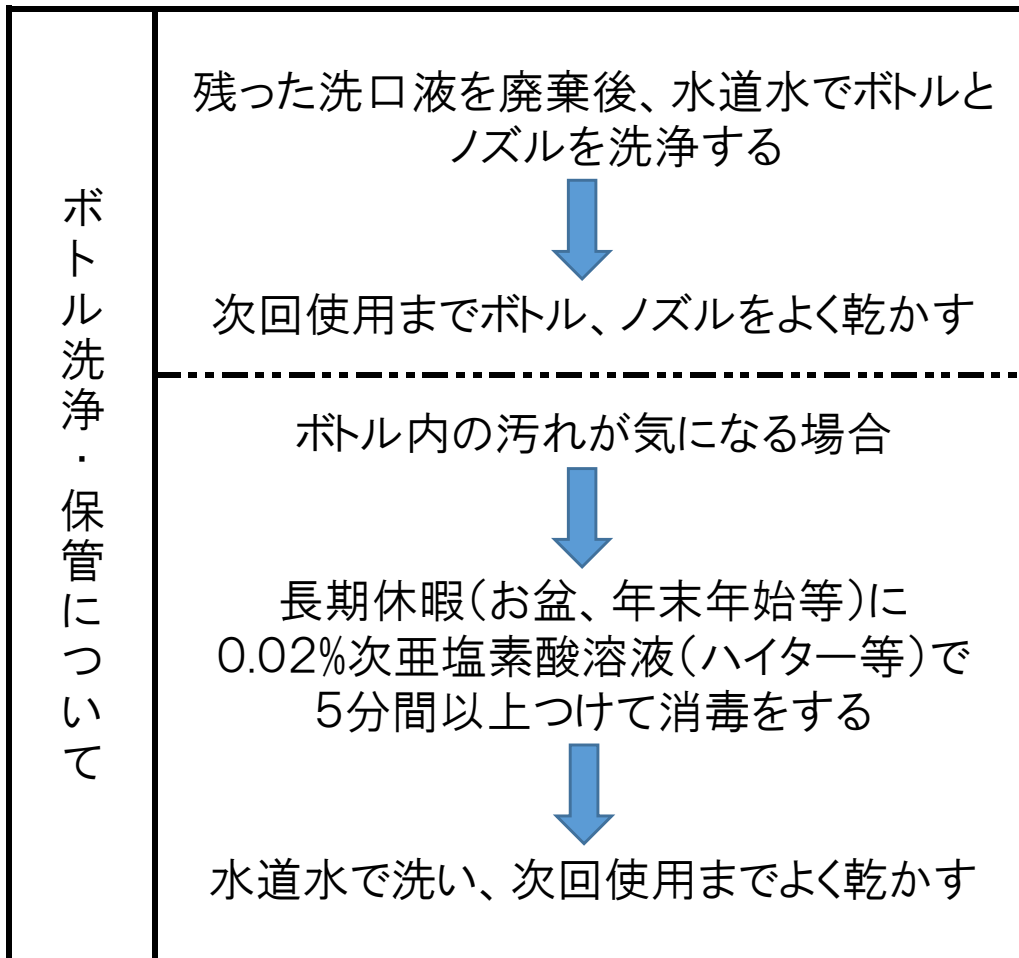 ボトル洗浄・保管について
残った洗口液を廃棄後、水道水でボトルと
ノズルを洗浄する
次回使用までボトル、ノズルをよく乾かす
ボトル内の汚れが気になる場合
長期休暇(お盆、年末年始等)に
0.02%次亜塩素酸溶液(ハイター等)で
5分間以上つけて消毒をする
水道水で洗い、次回使用までよく乾かす